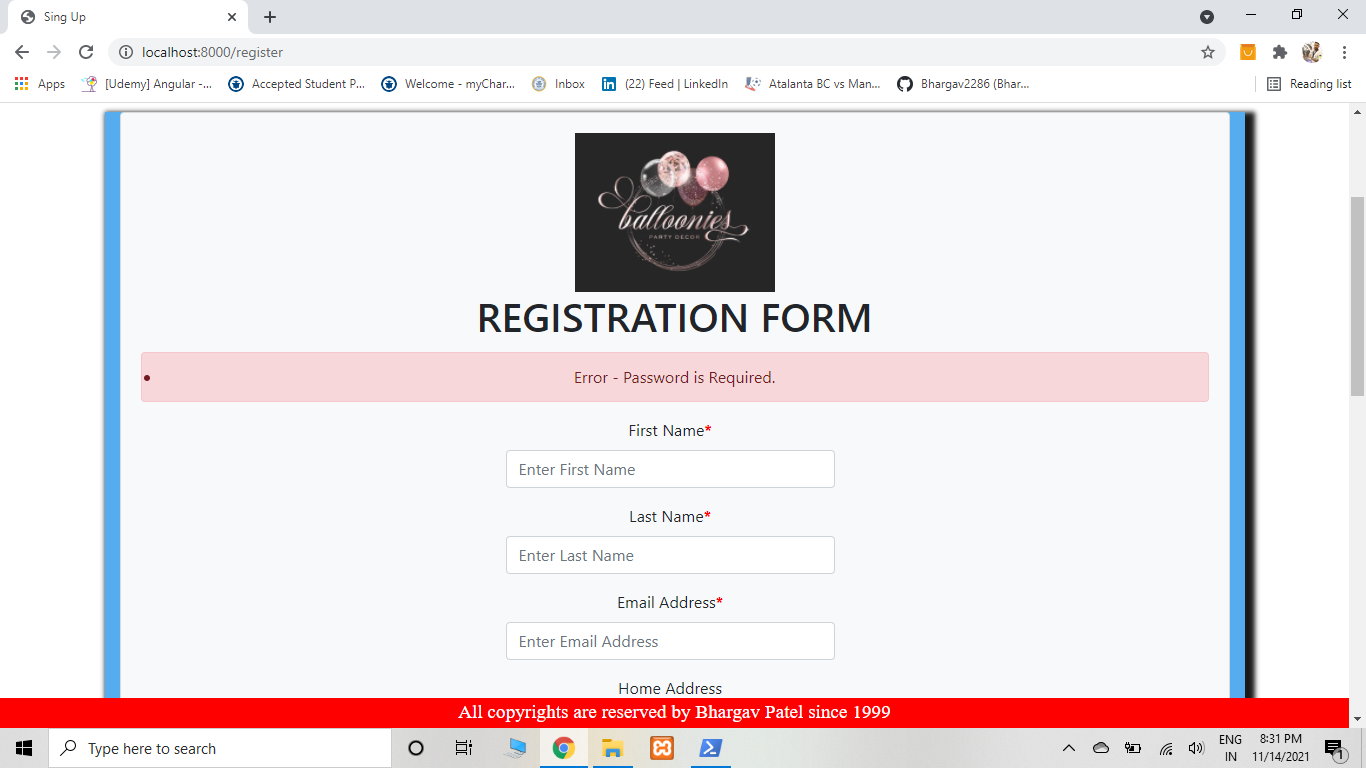 Sing Up
localhost:8000/register
Apps
[Udemy] Angular -...
Accepted Student P...
Welcome - myChar...
Inbox
(22) Feed | LinkedIn
Atalanta BC vs Man...
Bhargav2286 (Bhar...
Reading list
balloonies
PARTY DECOR
REGISTRATION FORM
Error - Password is Required.
First Name*
Enter First Name
Last Name*
Enter Last Name
Email Address*
Enter Email Address
Home Address
All copyrights are reserved by Bhargav Patel since 1999
Type here to search
ENG
IN
8:31 PM
11/14/2021
1